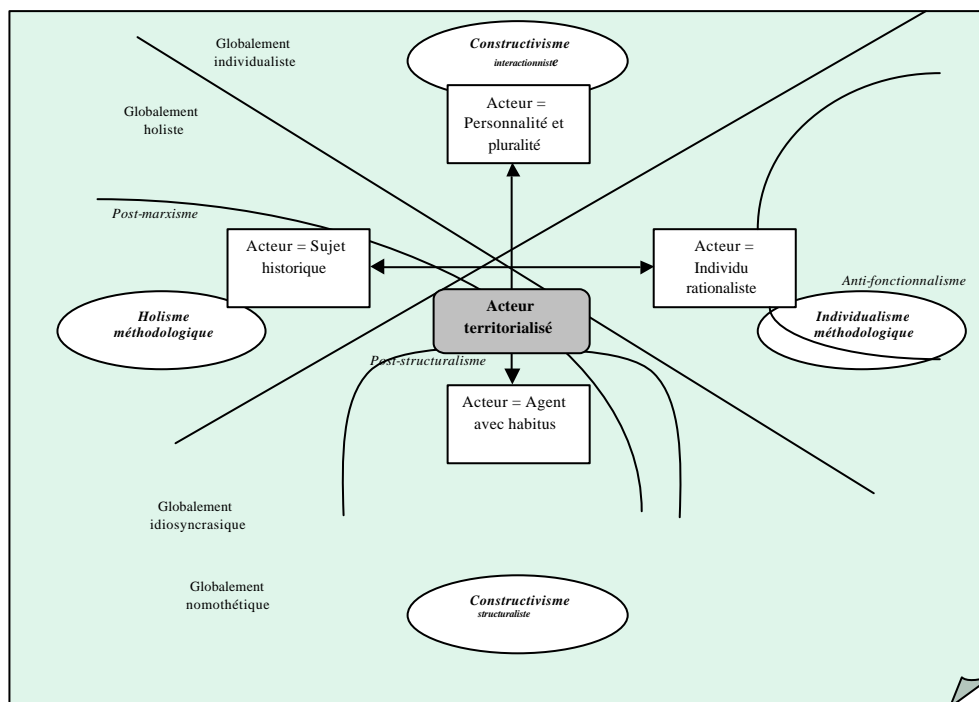 Globalement
individualiste
Constructivisme
interactionniste
Globalement
holiste
Acteur =
Personnalité et
pluralité
Post-marxisme
Acteur = Sujet
historique
Acteur =
Individu
rationaliste
Anti-fonctionnalisme
Holisme
méthodologique
Acteur
territorialisé
Individualisme
méthodologique
Post-structuralisme
Acteur = Agent
avec habitus
Globalement
idiosyncrasique
Globalement
nomothétique
Constructivisme
structuraliste